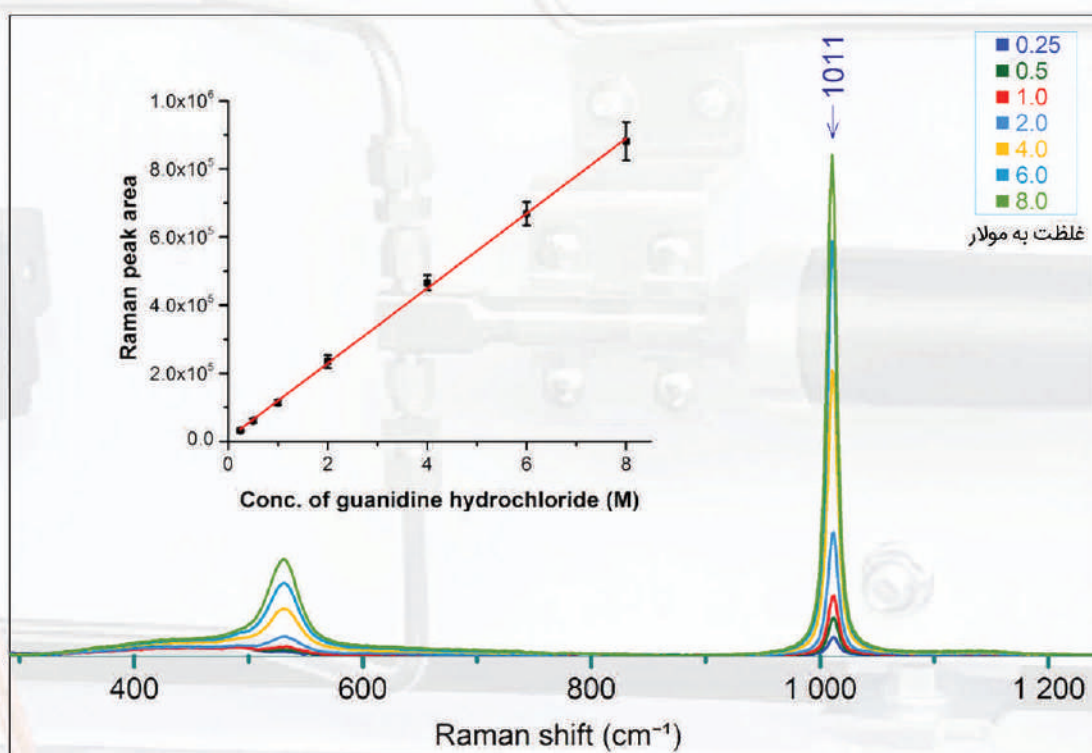 1011
0.25
0.5
1.0
2.0
4.0
6.0
8.0
غلظت به مولار
1.0x10⁶
8.0x10⁵
6.0x10⁵
4.0x10⁵
2.0x10⁵
0.0
Raman peak area
0 2 4 6 8
Conc. of guanidine hydrochloride (M)
400 600 800 1 000 1 200
Raman shift (cm⁻¹)